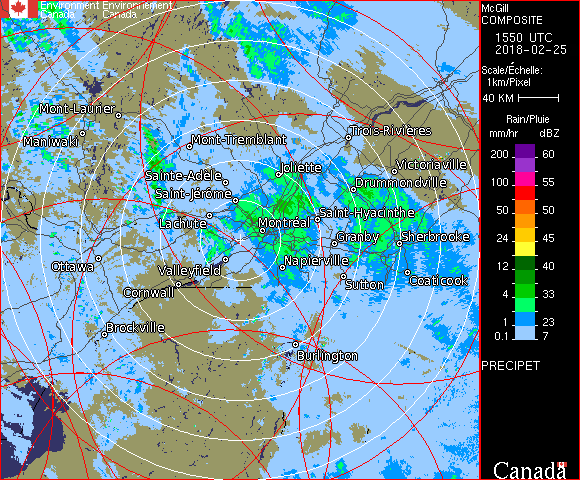 Environment Environnement
Canada Canada
McGill
COMPOSITE
1550 UTC
2018-02-25
Scale/Échelle:
1km/Pixel
40 KM
Rain/Pluie
mm/hr dBZ
200 60
100 55
50 50
24 45
12 40
4 33
1 23
0.1 7
PRECIPET
Canada
Mont-Laurier
Maniwaki
Mont-Tremblant
Trois-Rivières
Joliette
Victoriaville
Sainte-Adèle
Drummondville
Saint-Jérôme
Saint-Hyacinthe
Lachute
Montréal
Granby
Sherbrooke
Ottawa
Valleyfield
Napierville
Cornwall
Sutton
Coaticook
Brockville
Burlington